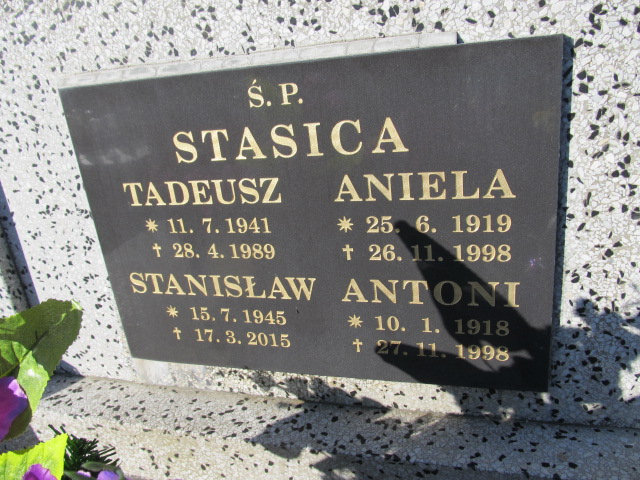 Ś. P.
STASICA
TADEUSZ
* 11. 7. 1941
† 28. 4. 1989
STANISŁAW
* 15. 7. 1945
† 17. 3. 2015
ANIELA
* 25. 6. 1919
† 26. 11. 1998
ANTONI
* 10. 1. 1918
† 27. 11. 1998